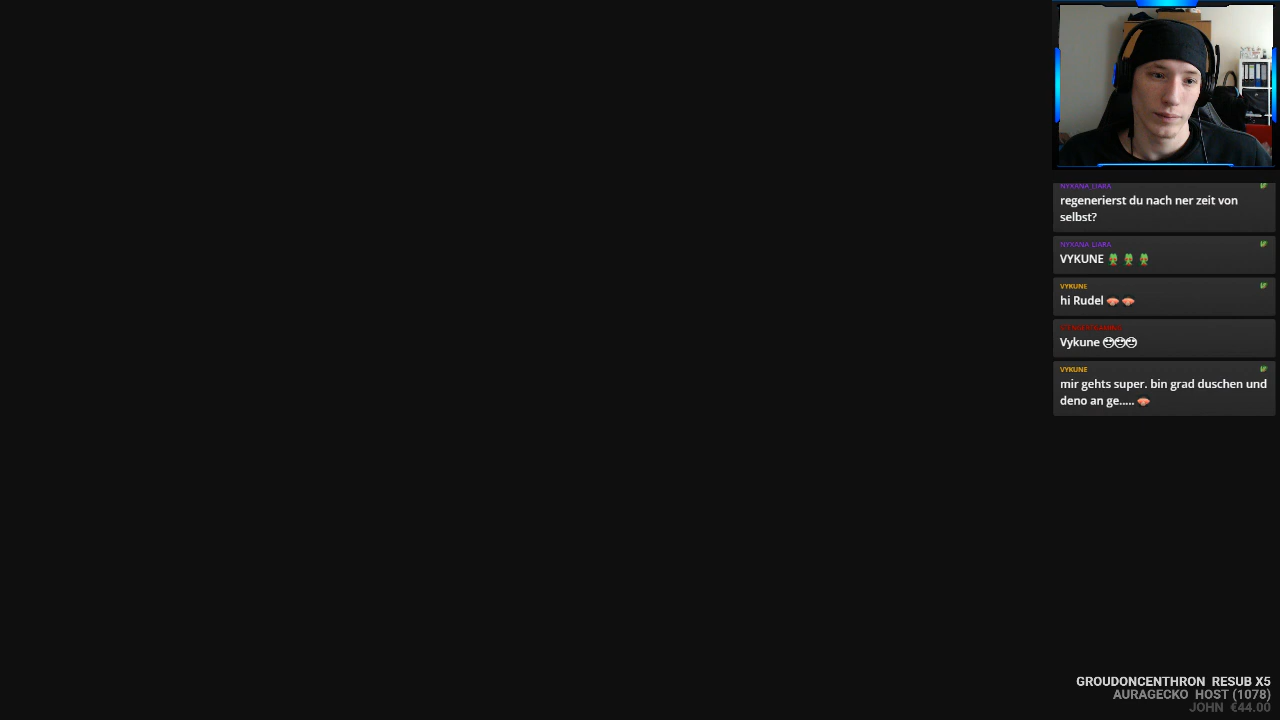 NYXANA_LIARA
regenerierst du nach ner zeit von
selbst?
NYXANA_LIARA
VYKUNE
VYKUNE
hi Rudel
Vykune
VYKUNE
mir gehts super. bin grad duschen und
deno an ge.....
GROUDONCENTHRON RESUB X5
AURAGECKO HOST (1078)
JOHN €44.00